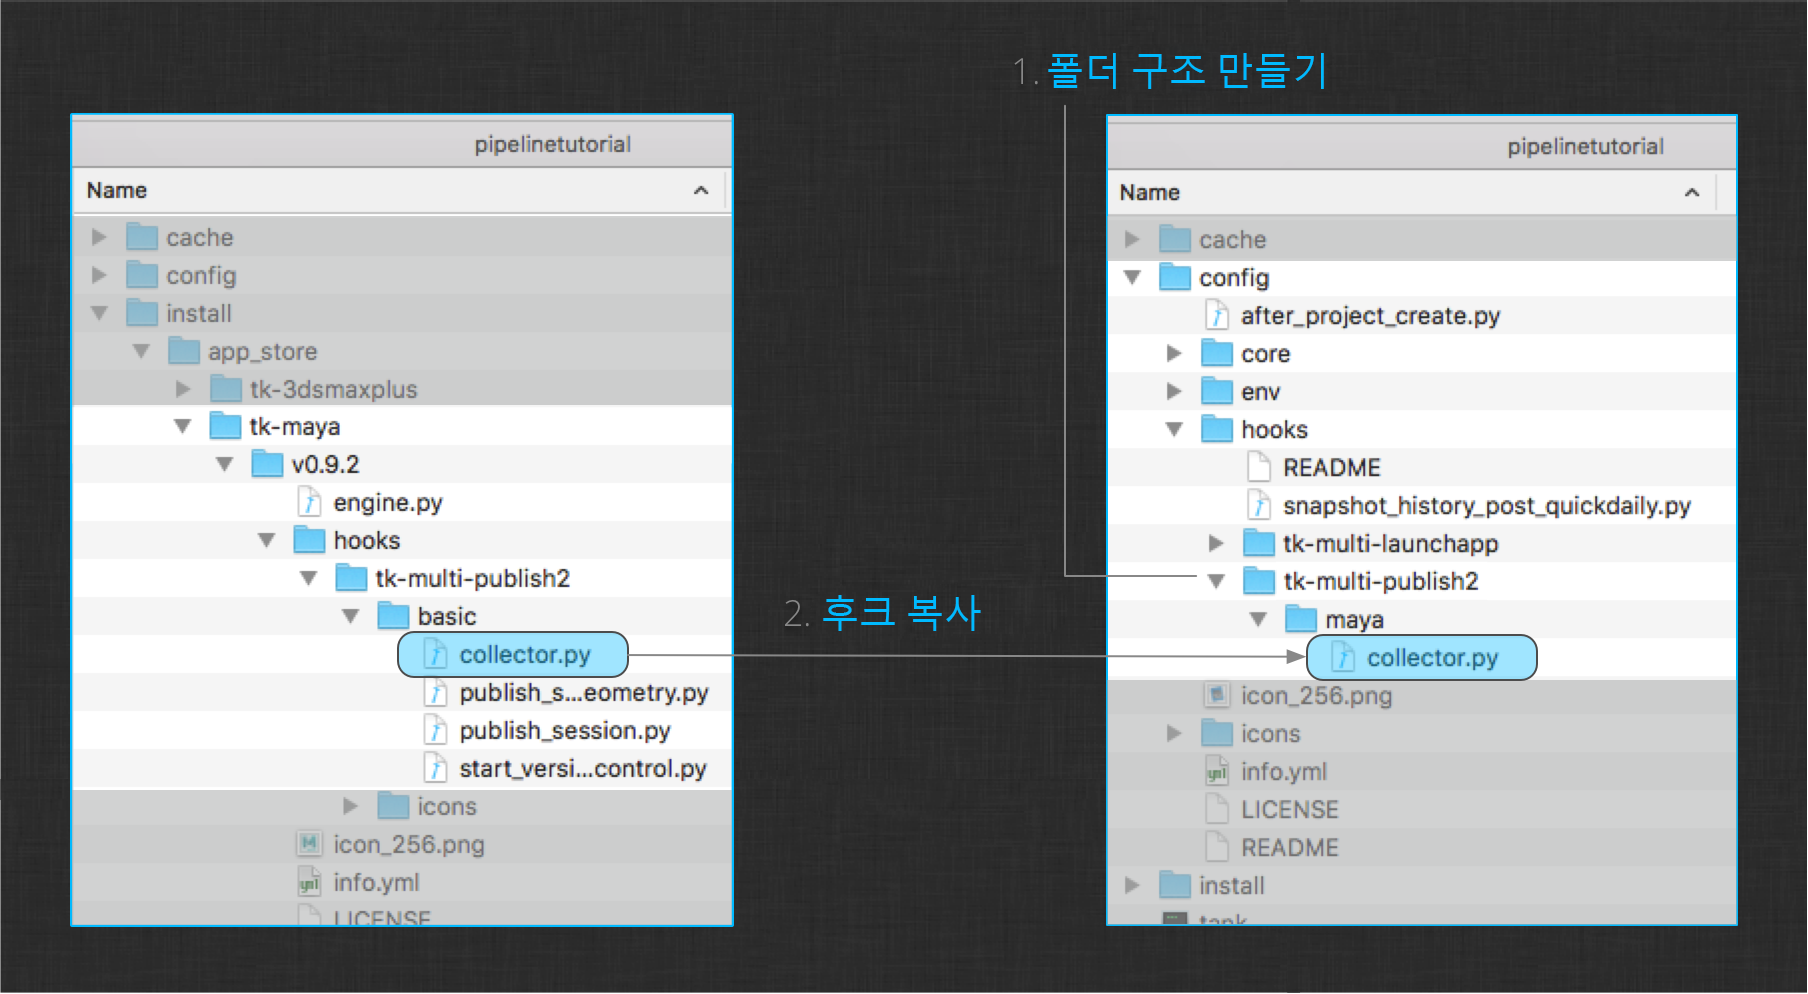 1. 폴더 구조 만들기
pipelinetutorial
Name
cache
config
install
app_store
tk-3dsmaxplus
tk-maya
v0.9.2
engine.py
hooks
tk-multi-publish2
basic
collector.py
publish_s...eometry.py
publish_session.py
start_versi...control.py
icons
icon_256.png
info.yml
LICENSE
2. 후크 복사
pipelinetutorial
Name
cache
config
after_project_create.py
core
env
hooks
README
snapshot_history_post_quickdaily.py
tk-multi-launchapp
tk-multi-publish2
maya
collector.py
icon_256.png
icons
info.yml
LICENSE
README
install
tank